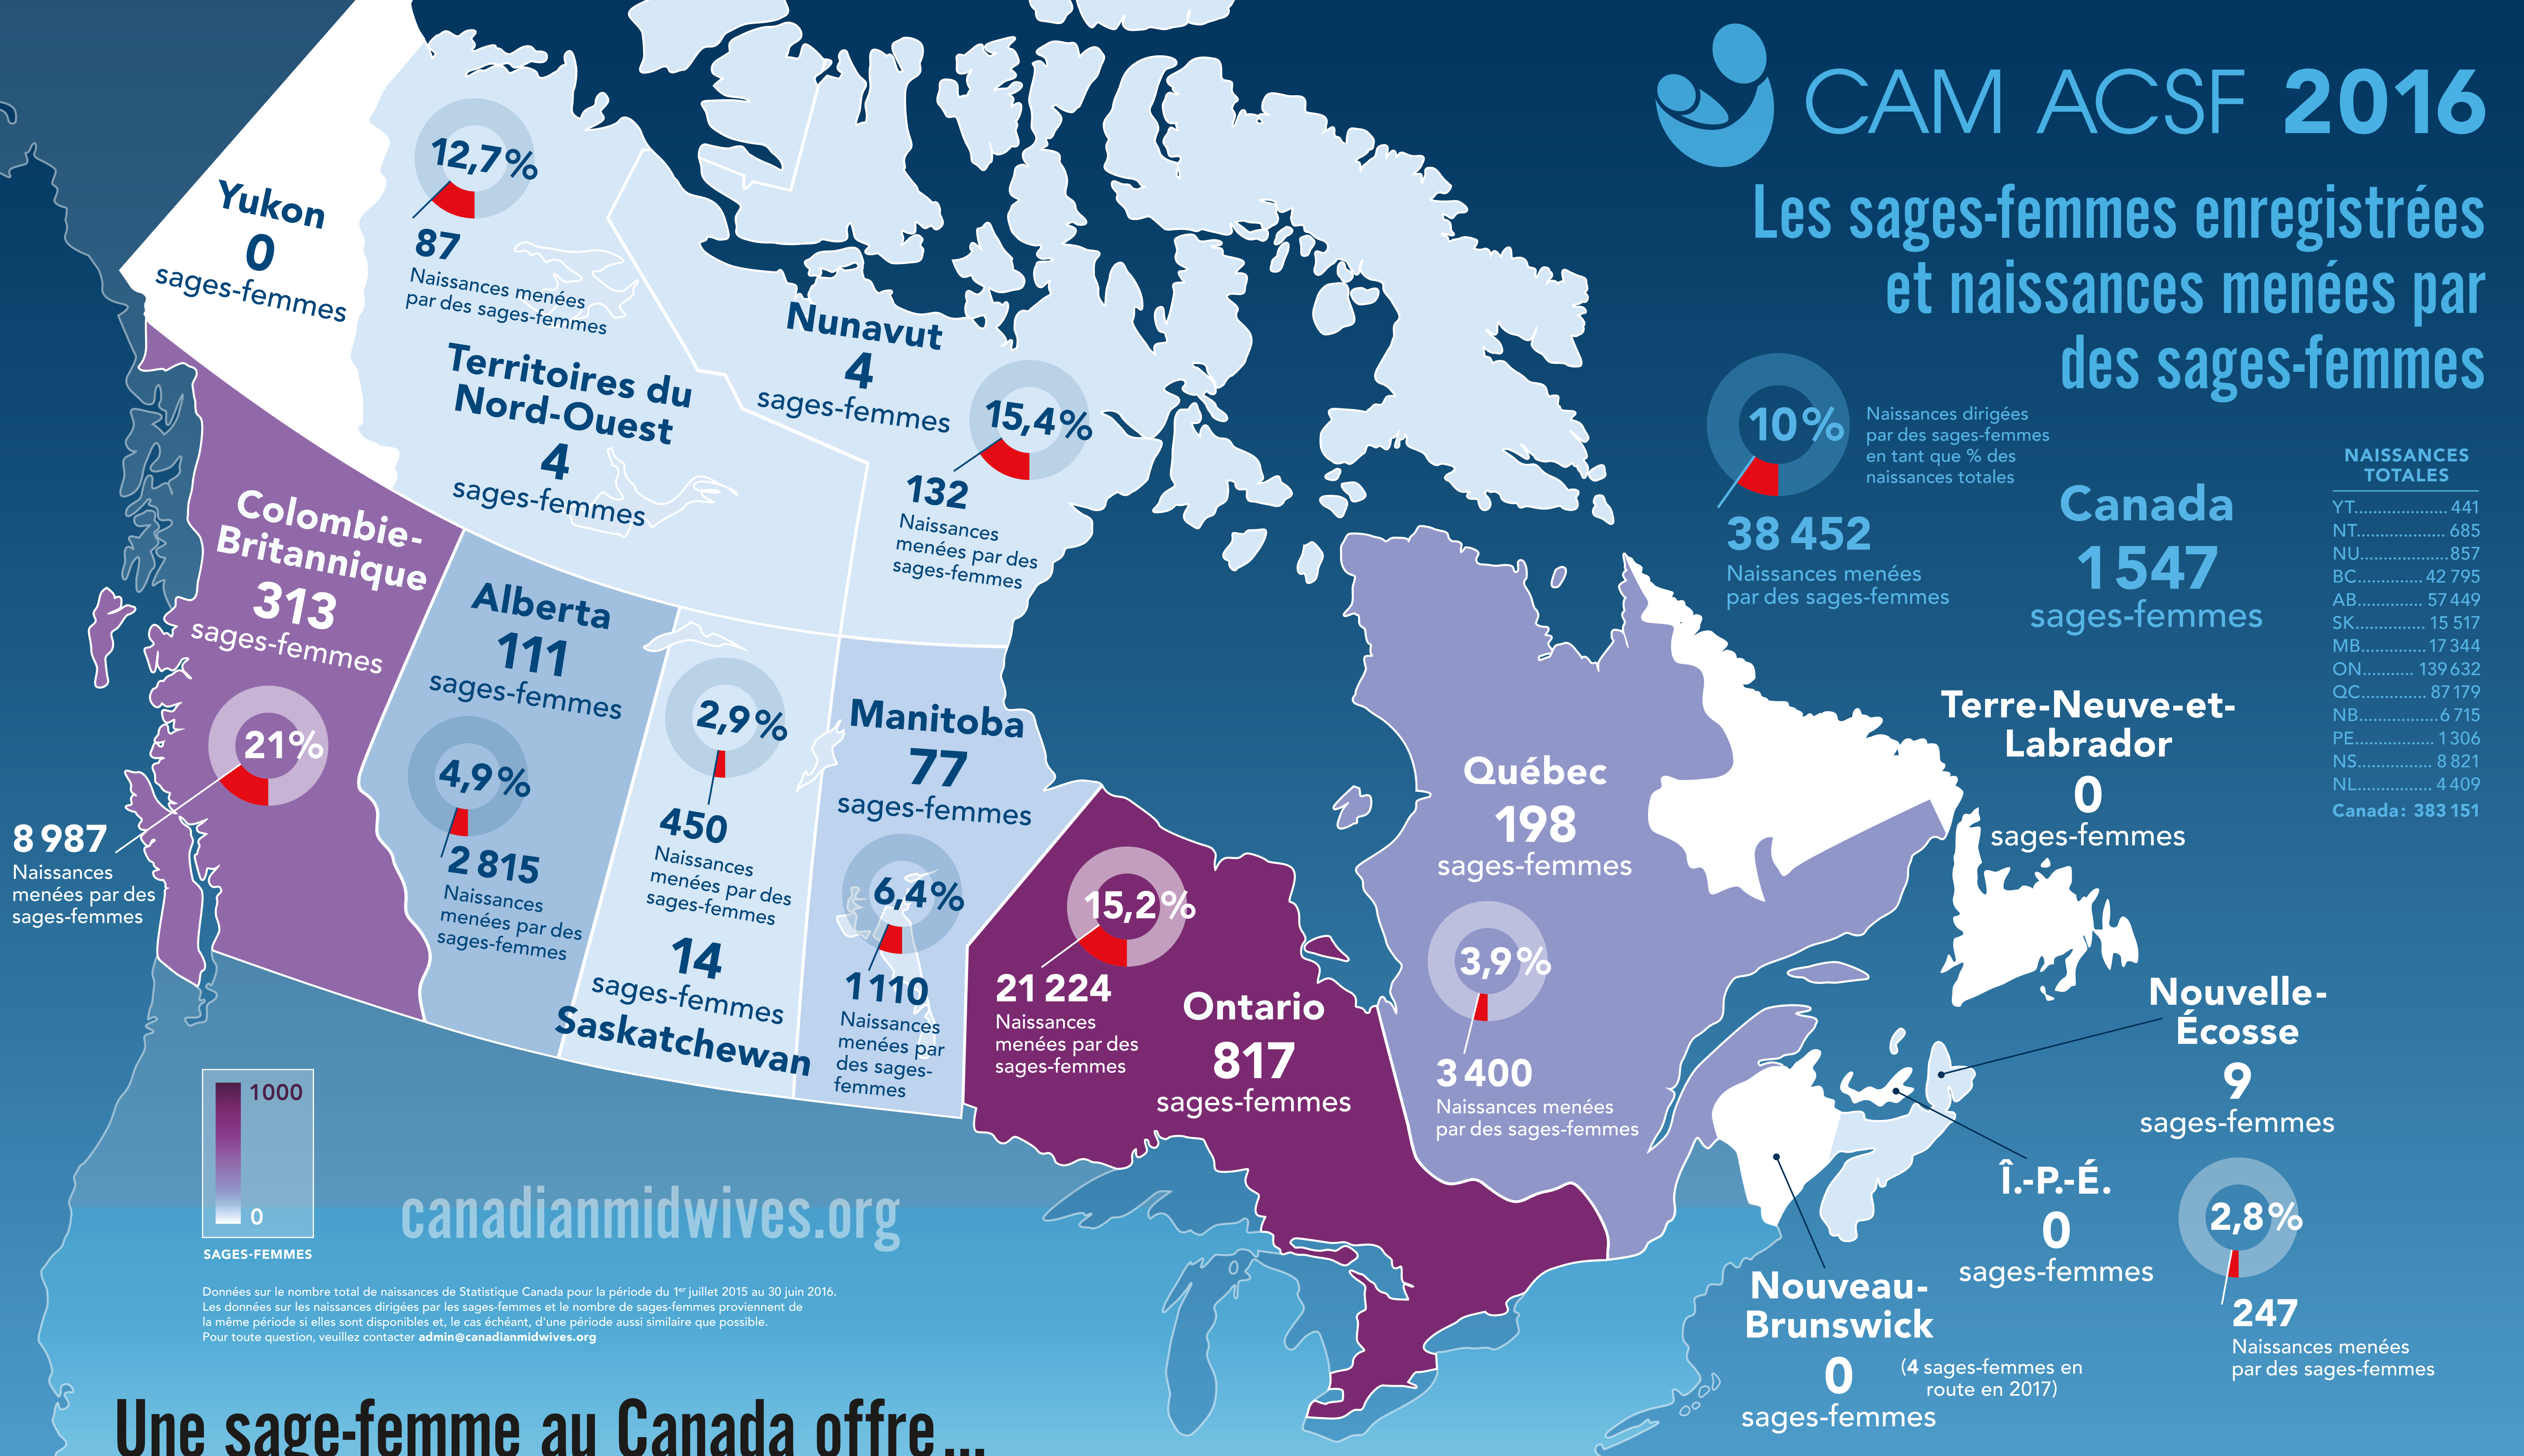 CAM ACSF 2016
Les sages-femmes enregistrées
et naissances menées par
des sages-femmes
10%
Naissances dirigées
par des sages-femmes
en tant que % des
naissances totales
38 452
Naissances menées
par des sages-femmes
Canada
1 547
sages-femmes
NAISSANCES
TOTALES
YT.................... 441
NT................... 685
NU...................857
BC.............. 42 795
AB.............. 57 449
SK............... 15 517
MB..............17 344
ON........... 139 632
QC.............. 87 179
NB.................6 715
PE................. 1 306
NS................ 8 821
NL................ 4 409
Canada: 383 151
Yukon
0
sages-femmes
12,7%
87
Naissances menées
par des sages-femmes
Territoires du
Nord-Ouest
4
sages-femmes
Nunavut
4
sages-femmes
15,4%
132
Naissances
menées par des
sages-femmes
Colombie-
Britannique
313
sages-femmes
21%
8 987
Naissances
menées par des
sages-femmes
Alberta
111
sages-femmes
4,9%
2 815
Naissances
menées par des
sages-femmes
2,9%
450
Naissances
menées par des
sages-femmes
14
sages-femmes
Saskatchewan
Manitoba
77
sages-femmes
6,4%
1 110
Naissances
menées par
des sages-
femmes
15,2%
21 224
Naissances
menées par des
sages-femmes
Ontario
817
sages-femmes
Québec
198
sages-femmes
3,9%
3 400
Naissances menées
par des sages-femmes
Terre-Neuve-et-
Labrador
0
sages-femmes
Nouvelle-
Écosse
9
sages-femmes
2,8%
247
Naissances menées
par des sages-femmes
Î.-P.-É.
0
sages-femmes
Nouveau-
Brunswick
0
sages-femmes
(4 sages-femmes en
route en 2017)
1000
0
SAGES-FEMMES
canadianmidwives.org
Données sur le nombre total de naissances de Statistique Canada pour la période du 1er juillet 2015 au 30 juin 2016.
Les données sur les naissances dirigées par les sages-femmes et le nombre de sages-femmes proviennent de
la même période si elles sont disponibles et, le cas échéant, d'une période aussi similaire que possible.
Pour toute question, veuillez contacter admin@canadianmidwives.org
Une sage-femme au Canada offre...